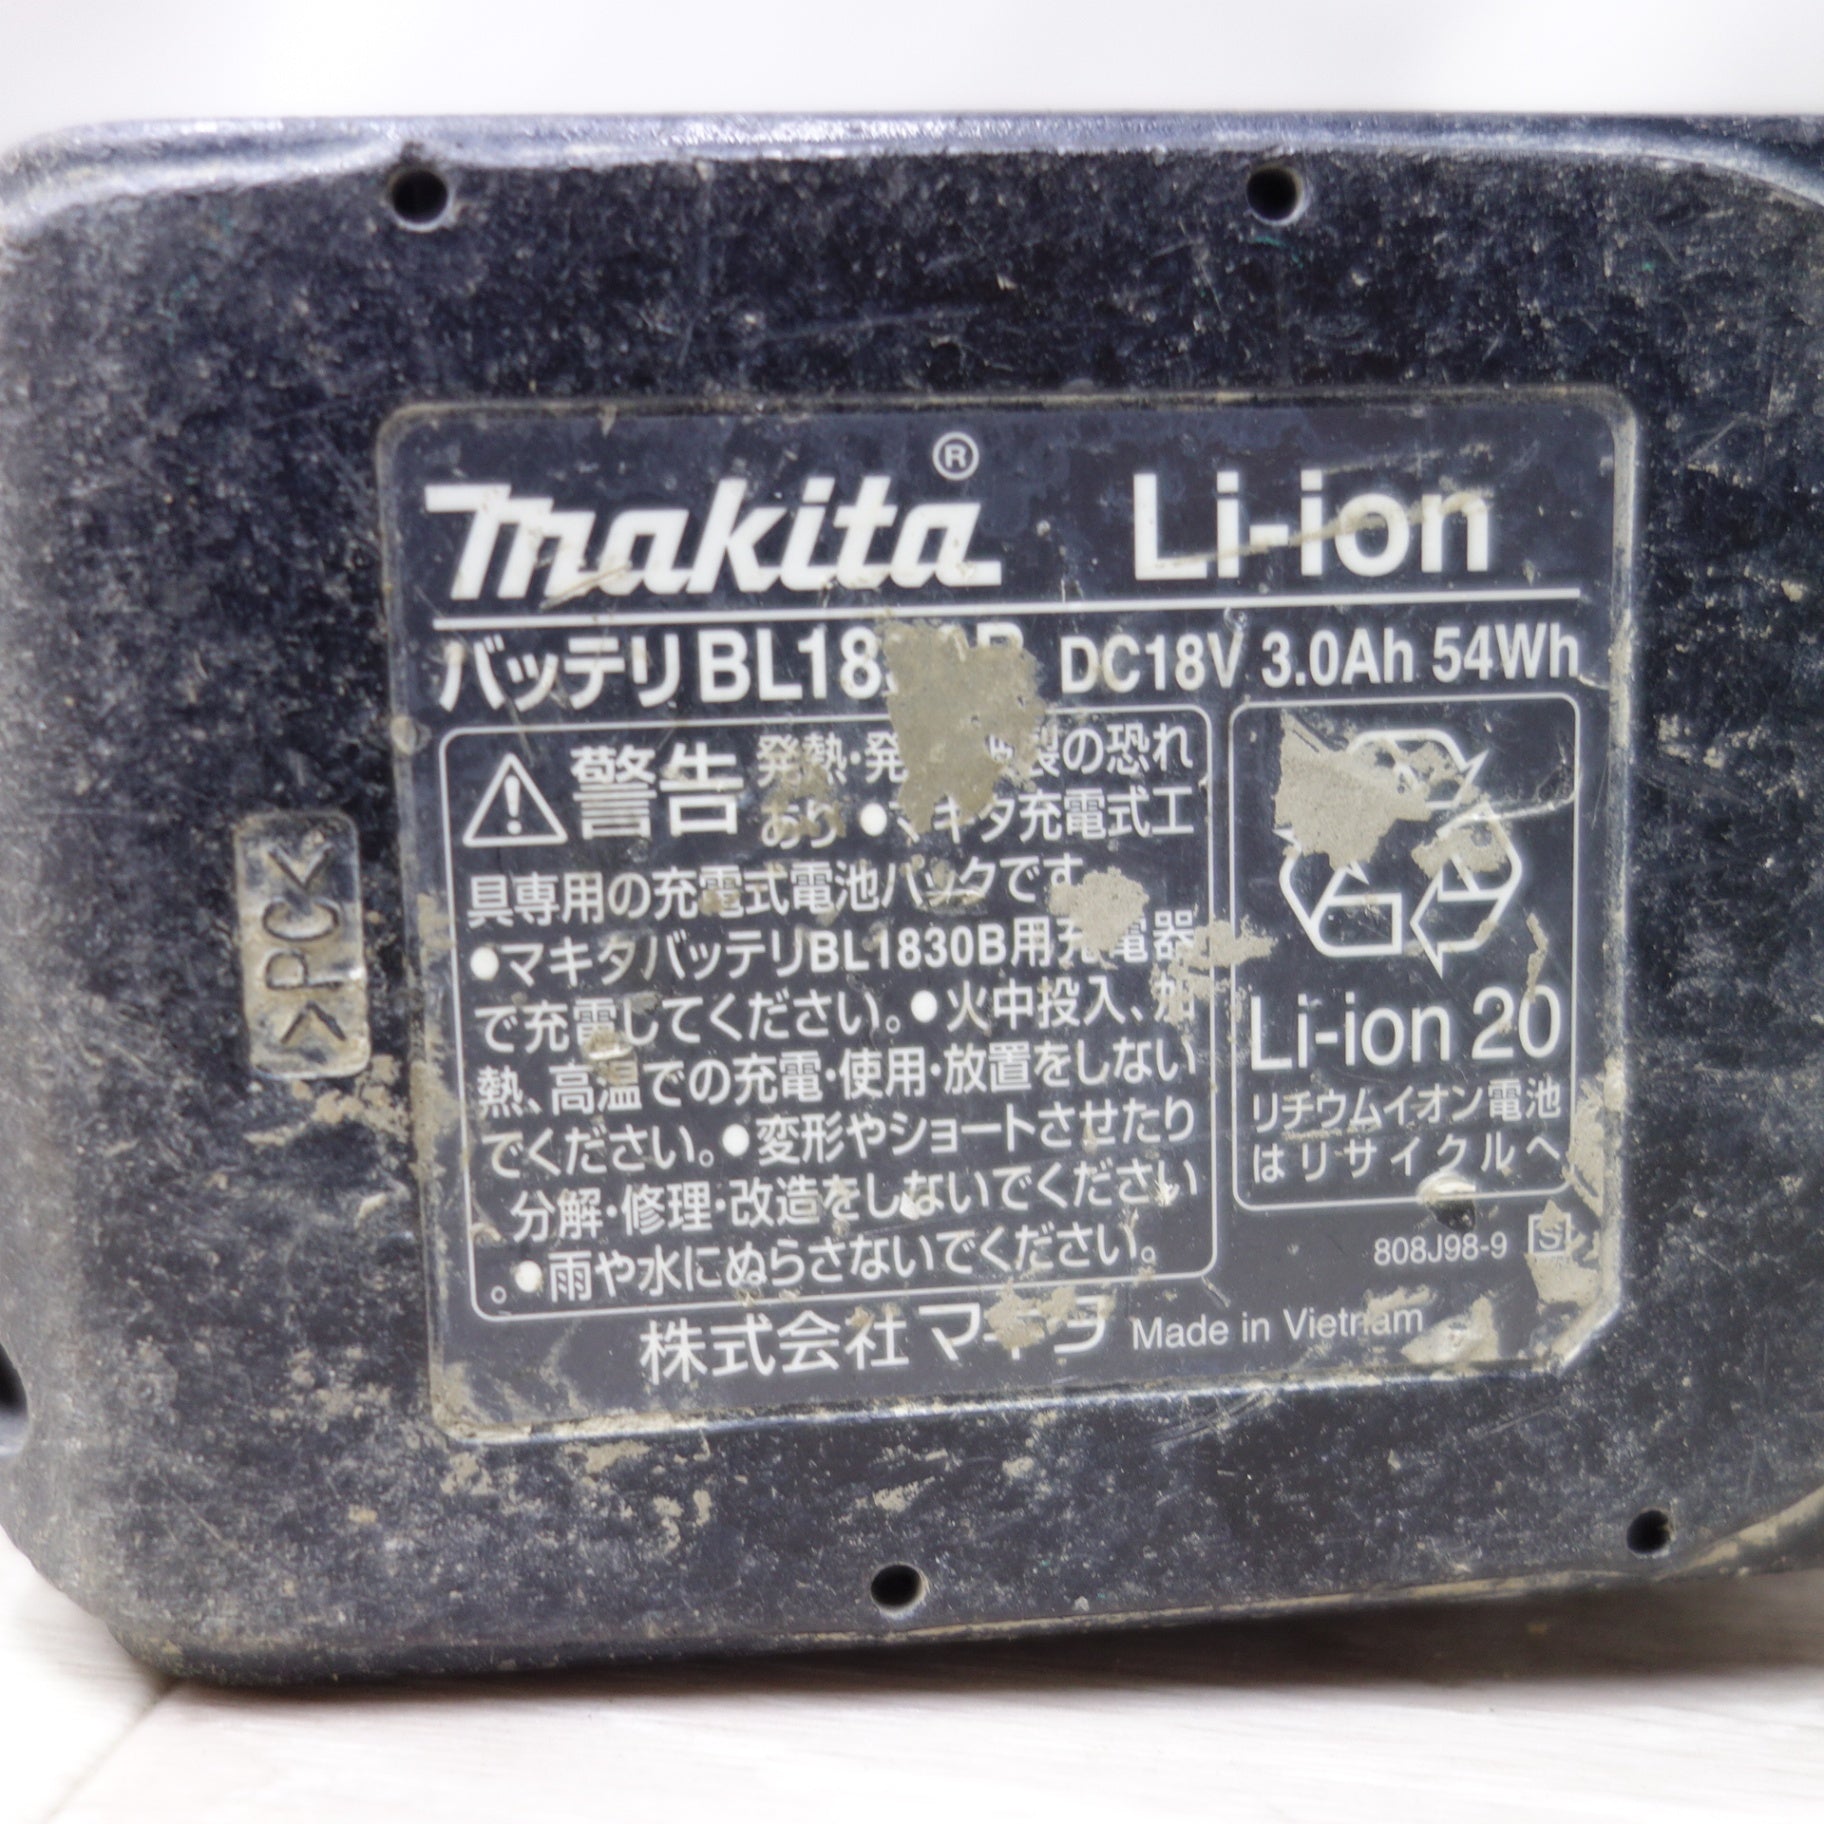 makita® Li-ion
バッテリ DC18V 3.0Ah 54Wh
警告 発熱・ の恐れ
あり ●マキタ充電式工
具専用の充電式電池パックです
●マキタバッテリBL1830B用充電器
で充電してください。●火中投入、加
熱、高温での充電・使用・放置をしない
でください。●変形やショートさせたり
、分解・修理・改造をしないでください
。●雨や水にぬらさないでください。
Li-ion 20
リチウムイオン電池
はリサイクルへ
808J98-9 S
株式会社マキタ Made in Vietnam
>PC<